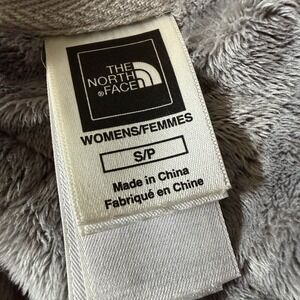 THE
NORTH
FACE
®
WOMENS/FEMMES
S/P
Made in China
Fabriqué en Chine